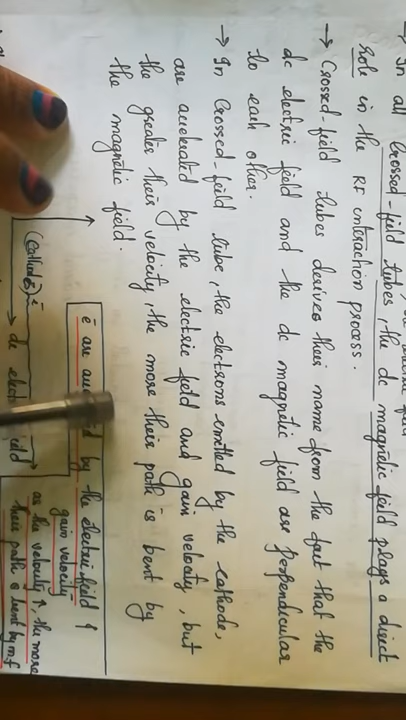 → In all Crossed-field tubes, the dc magnetic field plays a direct
role in the RF interaction process.
→ Crossed-field tubes derives their name from the fact that the
dc electric field and the dc magnetic field are perpendicular
to each other.
→ In Crossed-field tube, the electrons emitted by the cathode,
are accelerated by the electric field and gain velocity, but
the greater their velocity, the more their path is bent by
the magnetic field.
by the electric field &
gain velocity
as the velocity ↑, the more
their path is bent by m.f
(cathode)
dc